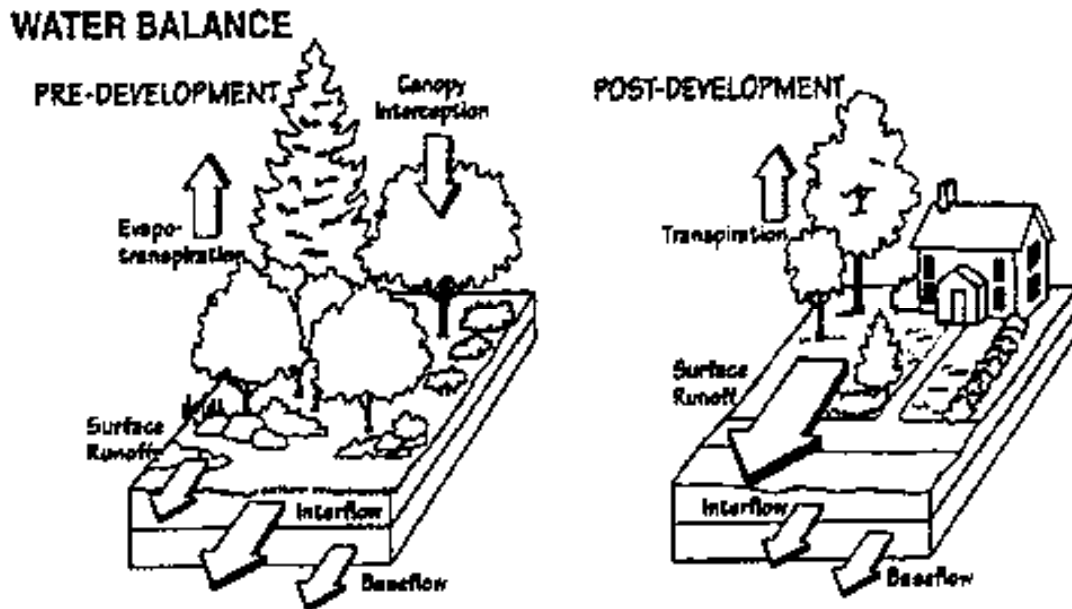 WATER BALANCE
PRE-DEVELOPMENT
Canopy
Interception
Evapo-
transpiration
Surface
Runoff
Interflow
Baseflow
POST-DEVELOPMENT
Transpiration
Surface
Runoff
Interflow
Baseflow